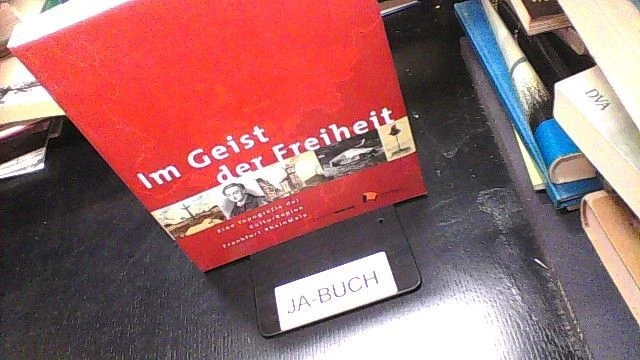 Im Geist
der Freiheit
Eine Topografie der
KulturRegion
Frankfurt RheinMain
JA-BUCH
DVA